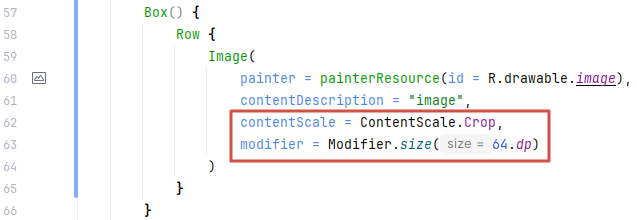 57 Box() {
58 Row {
59 Image(
60 painter = painterResource(id = R.drawable.image),
61 contentDescription = "image",
62 contentScale = ContentScale.Crop,
63 modifier = Modifier.size( size = 64.dp)
64 )
65 }
66 }